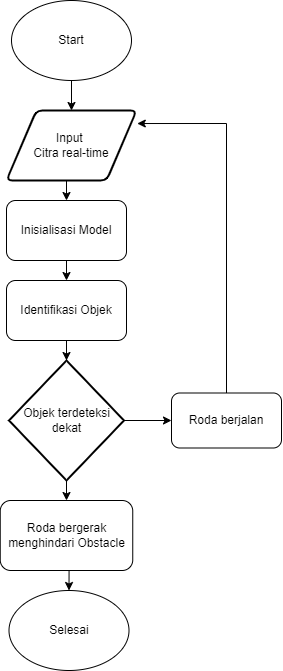 Start
Input
Citra real-time
Inisialisasi Model
Identifikasi Objek
Objek terdeteksi
dekat
Roda berjalan
Roda bergerak
menghindari Obstacle
Selesai